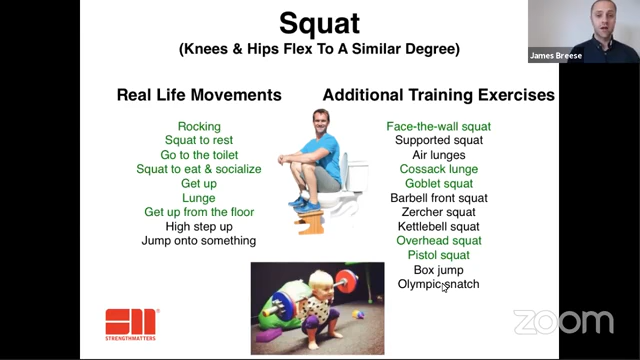 Squat
(Knees & Hips Flex To A Similar Degree)
James Breese
Real Life Movements
Rocking
Squat to rest
Go to the toilet
Squat to eat & socialize
Get up
Lunge
Get up from the floor
High step up
Jump onto something
Additional Training Exercises
Face-the-wall squat
Supported squat
Air lunges
Cossack lunge
Goblet squat
Barbell front squat
Zercher squat
Kettlebell squat
Overhead squat
Pistol squat
Box jump
Olympic snatch
STRENGTHMATTERS
zoom